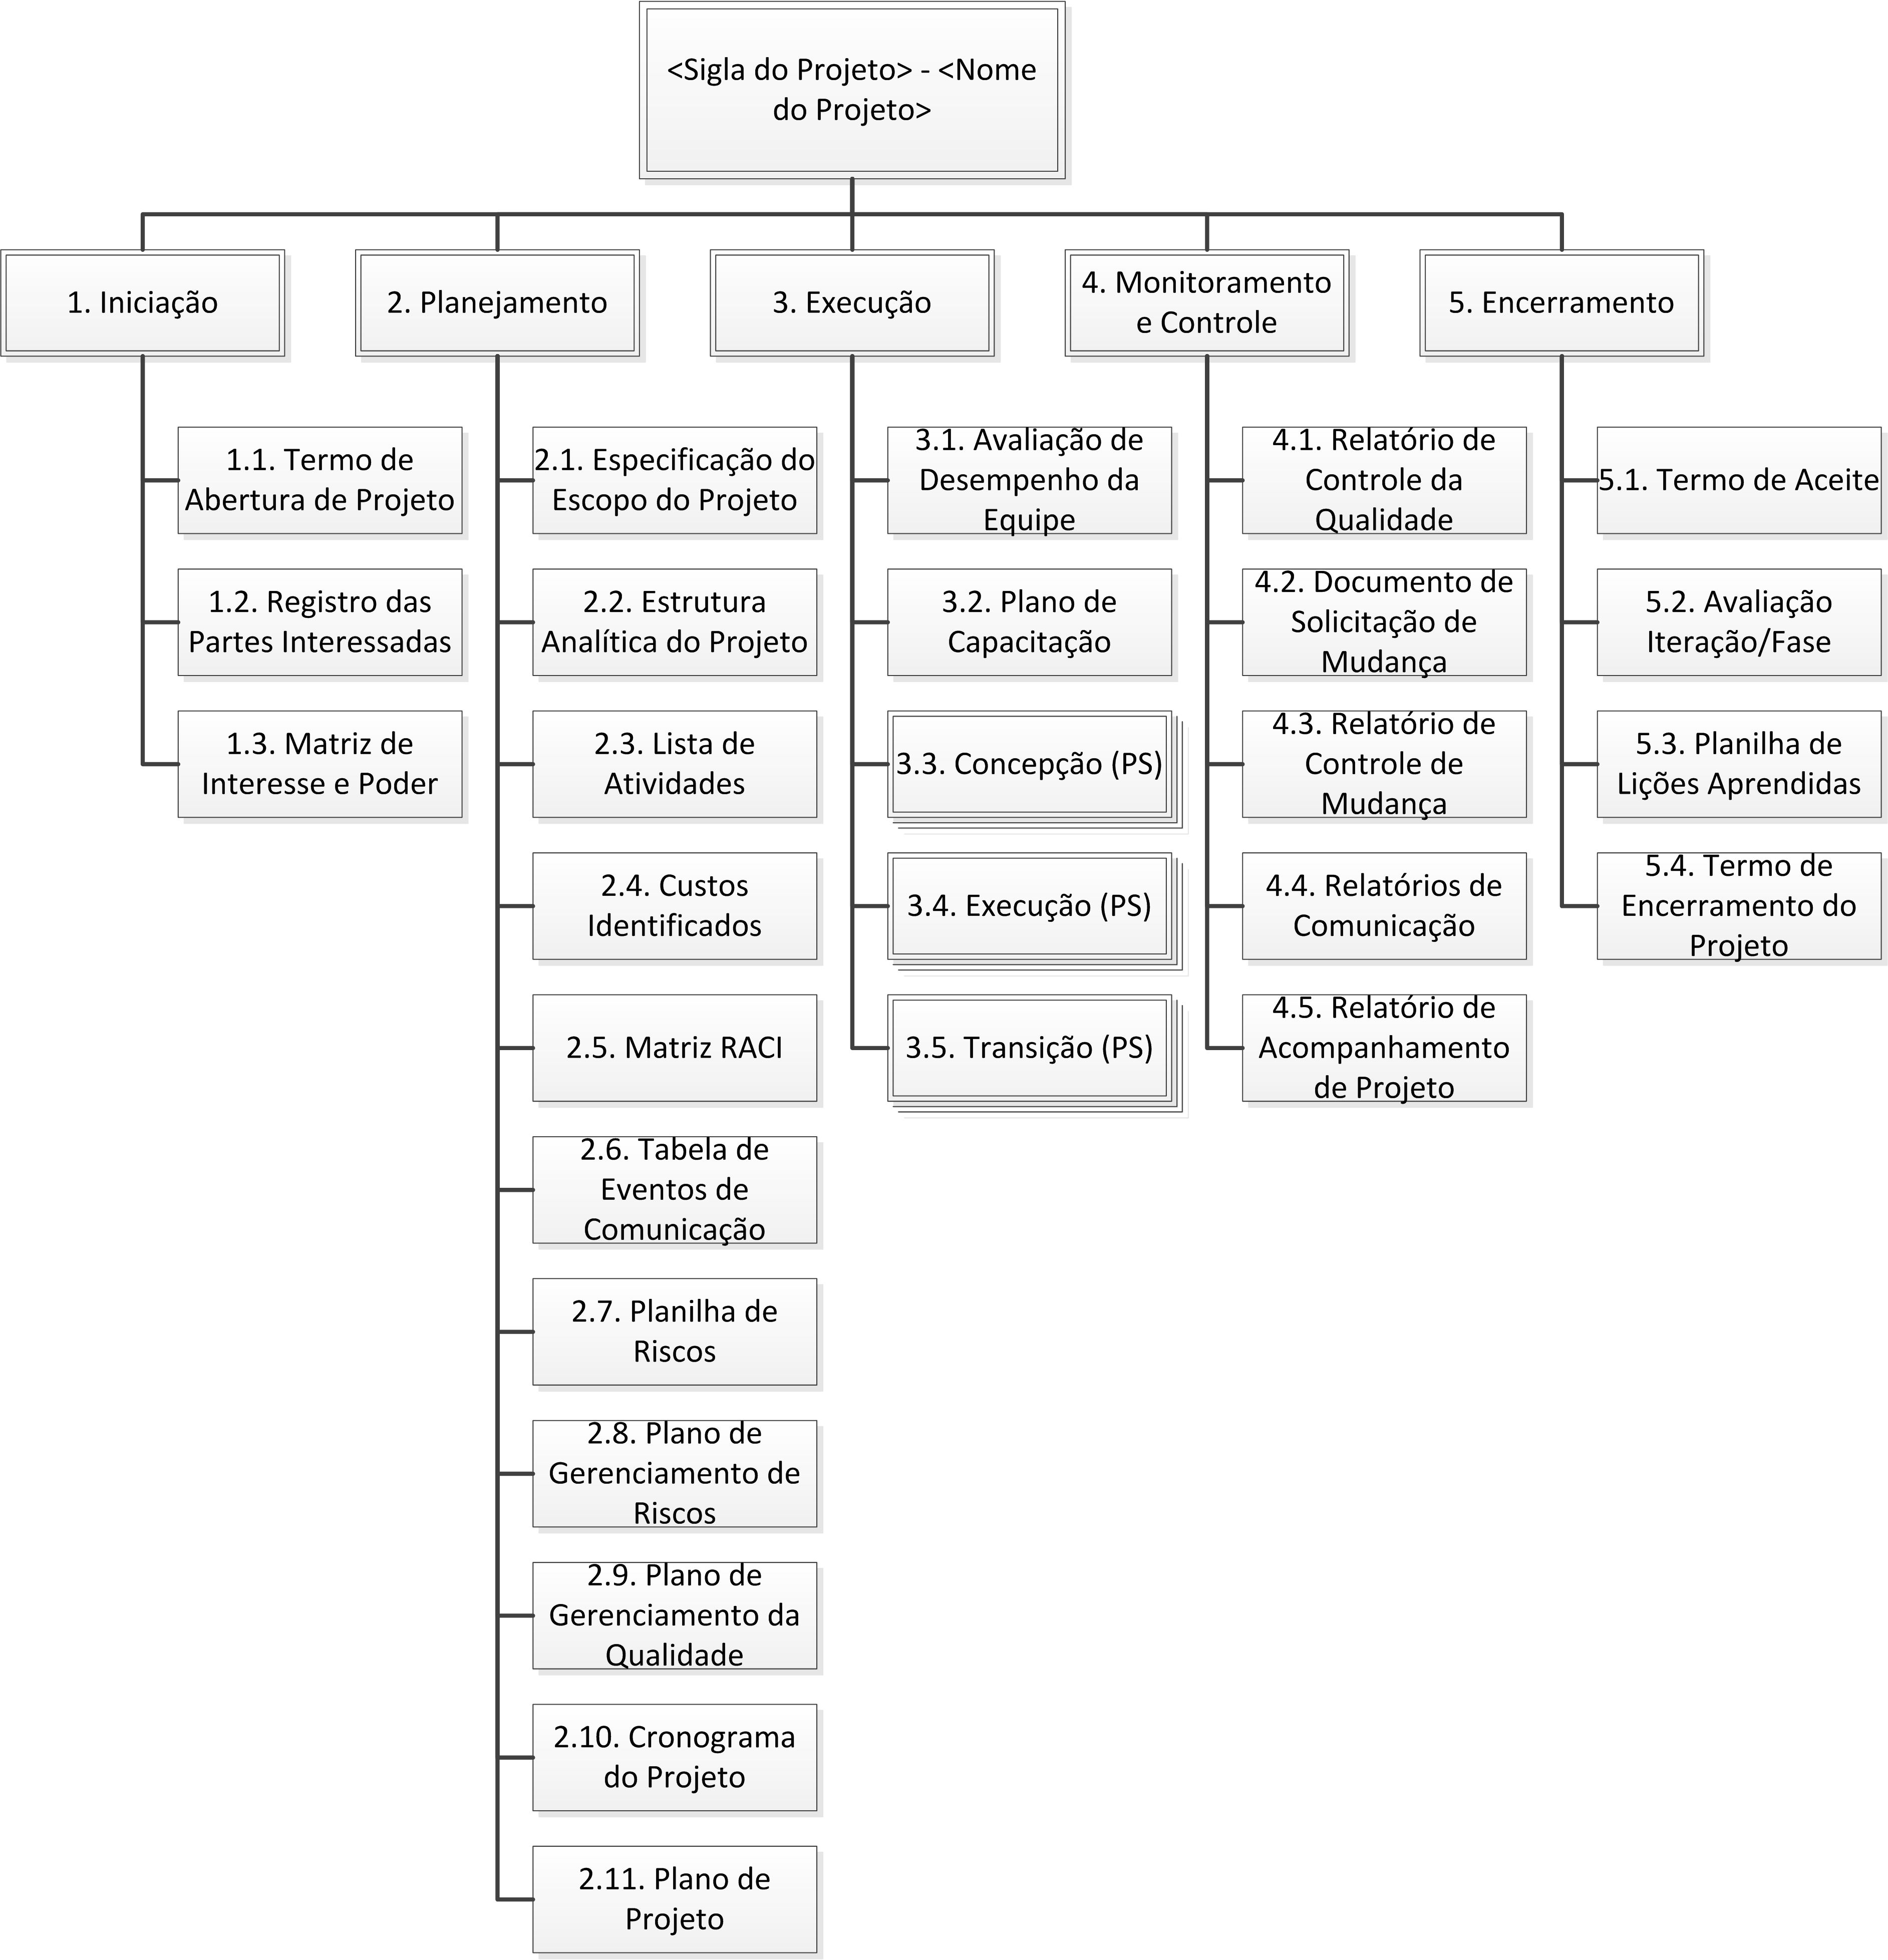 <Sigla do Projeto> - <Nome
do Projeto>
1. Iniciação
2. Planejamento
3. Execução
4. Monitoramento
e Controle
5. Encerramento
1.1. Termo de
Abertura de Projeto
1.2. Registro das
Partes Interessadas
1.3. Matriz de
Interesse e Poder
2.1. Especificação do
Escopo do Projeto
2.2. Estrutura
Analítica do Projeto
2.3. Lista de
Atividades
2.4. Custos
Identificados
2.5. Matriz RACI
2.6. Tabela de
Eventos de
Comunicação
2.7. Planilha de
Riscos
2.8. Plano de
Gerenciamento de
Riscos
2.9. Plano de
Gerenciamento da
Qualidade
2.10. Cronograma
do Projeto
2.11. Plano de
Projeto
3.1. Avaliação de
Desempenho da
Equipe
3.2. Plano de
Capacitação
3.3. Concepção (PS)
3.4. Execução (PS)
3.5. Transição (PS)
4.1. Relatório de
Controle da
Qualidade
4.2. Documento de
Solicitação de
Mudança
4.3. Relatório de
Controle de
Mudança
4.4. Relatórios de
Comunicação
4.5. Relatório de
Acompanhamento
de Projeto
5.1. Termo de Aceite
5.2. Avaliação
Iteração/Fase
5.3. Planilha de
Lições Aprendidas
5.4. Termo de
Encerramento do
Projeto